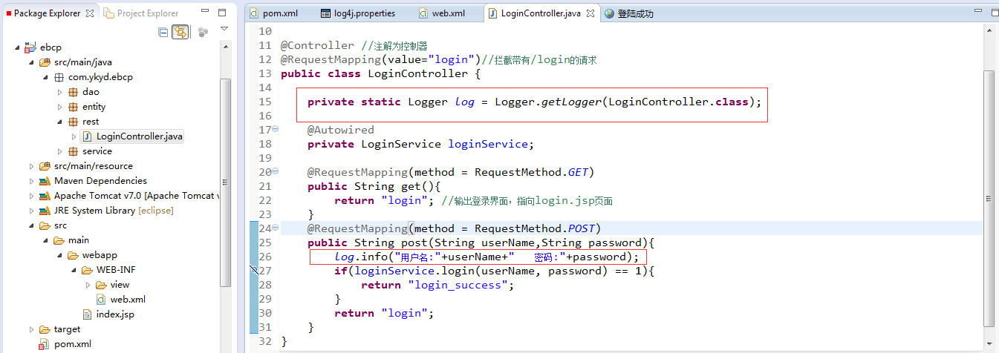 Package Explorer
Project Explorer
ebcp
src/main/java
com.ykyd.ebcp
dao
entity
rest
LoginController.java
service
src/main/resource
Maven Dependencies
Apache Tomcat v7.0 [Apache Tomcat v
JRE System Library [eclipse]
src
main
webapp
WEB-INF
view
web.xml
index.jsp
target
pom.xml
pom.xml log4j.properties web.xml LoginController.java 登陆成功
10
11 @Controller //注解为控制器
12 @RequestMapping(value="login")//拦截带有/login的请求
13 public class LoginController {
14
15 private static Logger log = Logger.getLogger(LoginController.class);
16
17 @Autowired
18 private LoginService loginService;
19
20 @RequestMapping(method = RequestMethod.GET)
21 public String get(){
22 return "login"; //输出登录界面，指向login.jsp页面
23 }
24 @RequestMapping(method = RequestMethod.POST)
25 public String post(String userName,String password){
26 log.info("用户名:"+userName+" 密码:"+password);
27 if(loginService.login(userName, password) == 1){
28 return "login_success";
29 }
30 return "login";
31 }
32 }